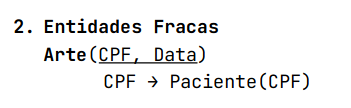 2. Entidades Fracas
Arte(CPF, Data)
CPF → Paciente(CPF)